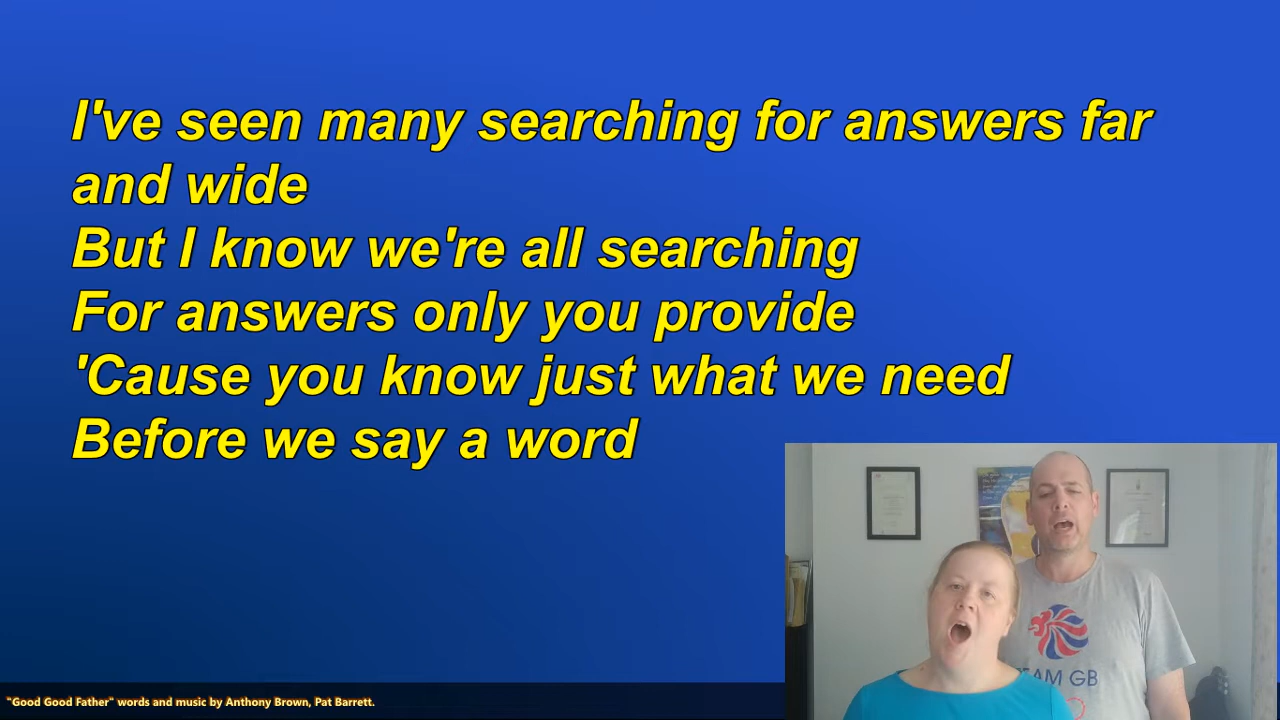 I've seen many searching for answers far
and wide
But I know we're all searching
For answers only you provide
'Cause you know just what we need
Before we say a word
TEAM GB
"Good Good Father" words and music by Anthony Brown, Pat Barrett.